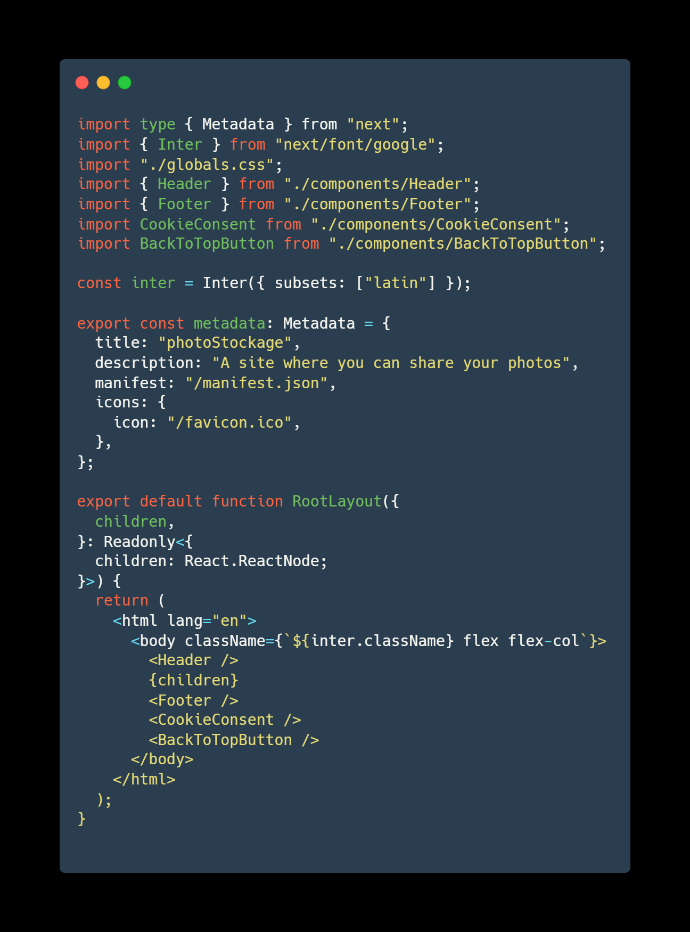 import type { Metadata } from "next";
import { Inter } from "next/font/google";
import "./globals.css";
import { Header } from "./components/Header";
import { Footer } from "./components/Footer";
import CookieConsent from "./components/CookieConsent";
import BackToTopButton from "./components/BackToTopButton";

const inter = Inter({ subsets: ["latin"] });

export const metadata: Metadata = {
  title: "photoStockage",
  description: "A site where you can share your photos",
  manifest: "/manifest.json",
  icons: {
    icon: "/favicon.ico",
  },
};

export default function RootLayout({
  children,
}: Readonly<{
  children: React.ReactNode;
}>) {
  return (
    <html lang="en">
      <body className={`${inter.className} flex flex-col`}>
        <Header />
        {children}
        <Footer />
        <CookieConsent />
        <BackToTopButton />
      </body>
    </html>
  );
}